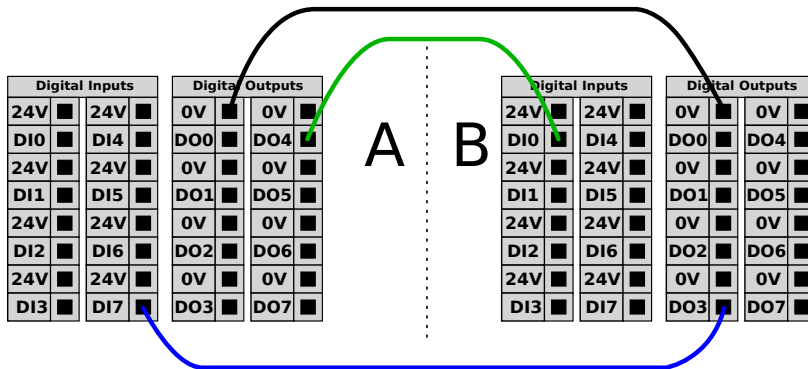 Digital Inputs Digital Outputs Digital Inputs Digital Outputs
24V 24V 0V 0V A B 24V 24V 0V 0V
DI0 DI4 DO0 DO4 DI0 DI4 DO0 DO4
24V 24V 0V 0V 24V 24V 0V 0V
DI1 DI5 DO1 DO5 DI1 DI5 DO1 DO5
24V 24V 0V 0V 24V 24V 0V 0V
DI2 DI6 DO2 DO6 DI2 DI6 DO2 DO6
24V 24V 0V 0V 24V 24V 0V 0V
DI3 DI7 DO3 DO7 DI3 DI7 DO3 DO7